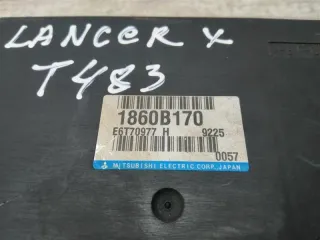 LANCER X
T483
1860B170
E6T70977 H 9225
0057
MITSUBISHI ELECTRIC CORP. JAPAN